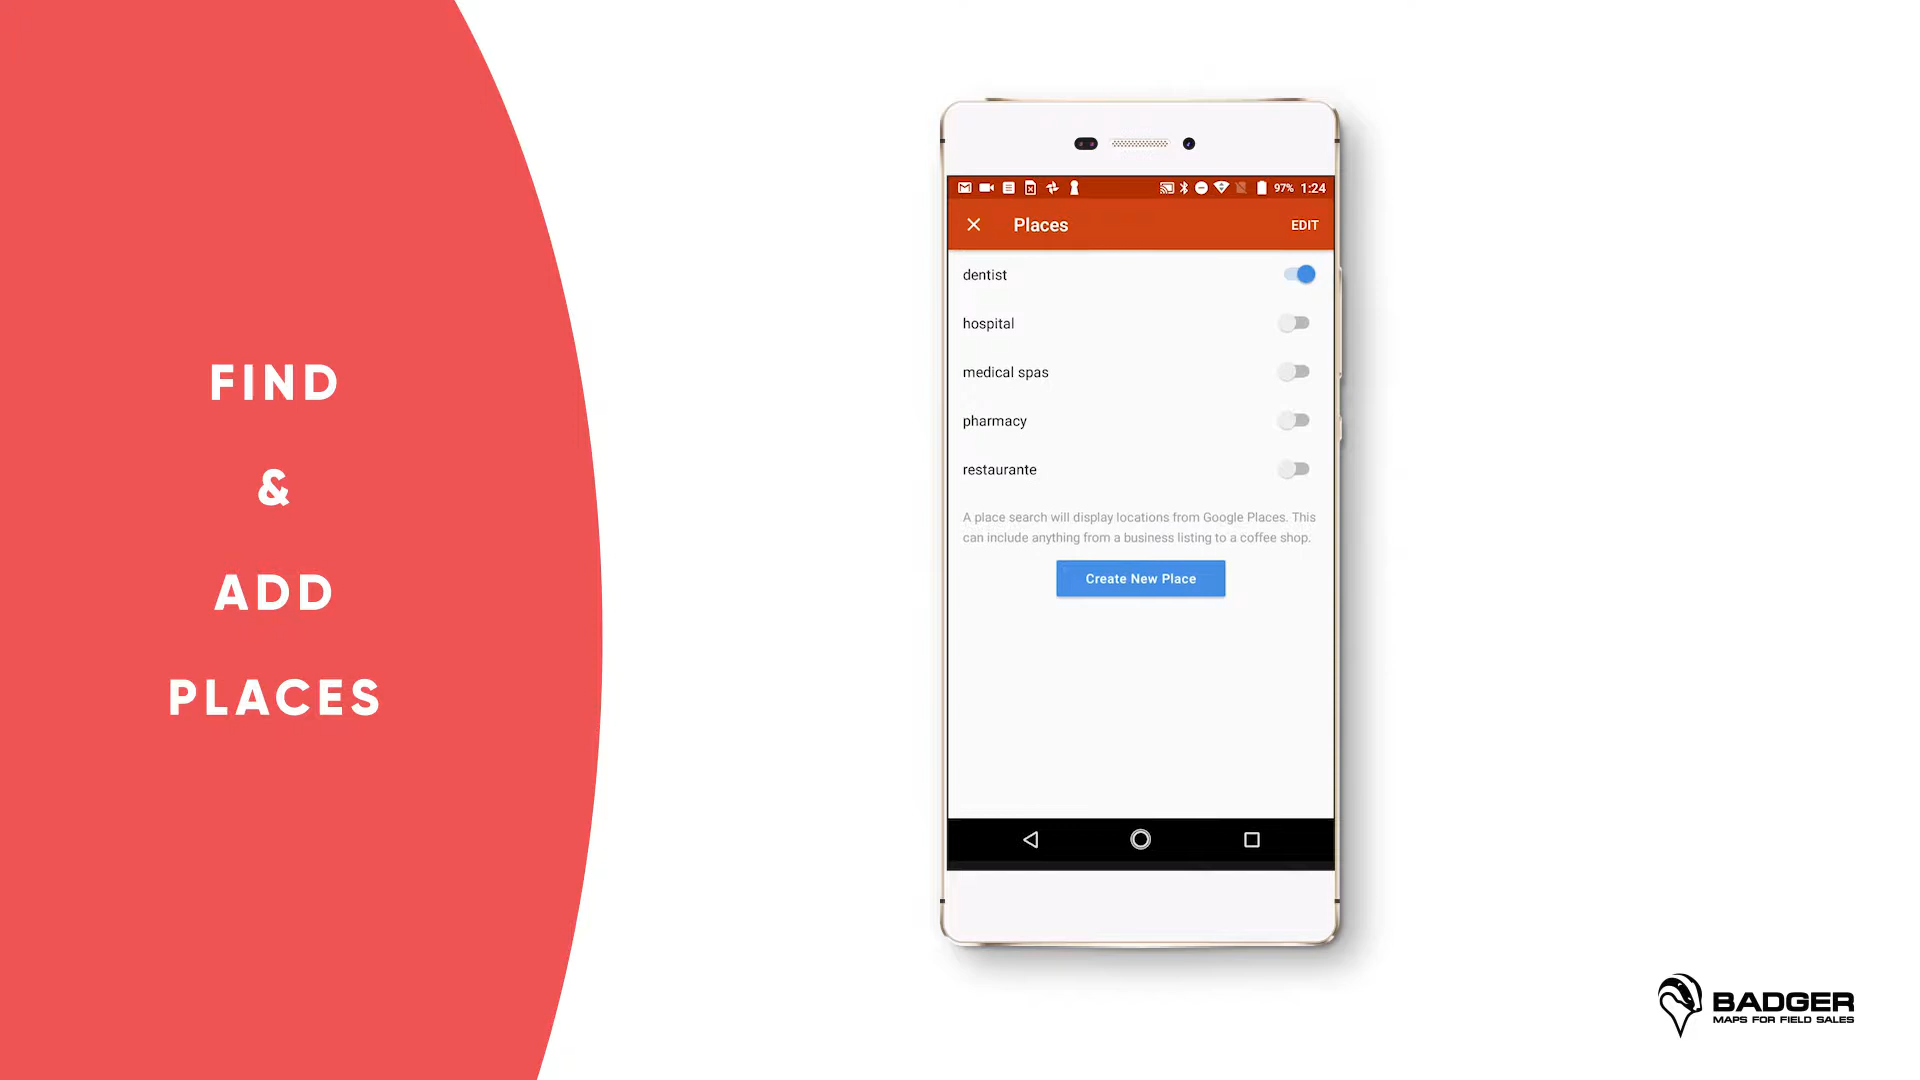 FIND
&
ADD
PLACES
97% 1:24
Places
EDIT
dentist
hospital
medical spas
pharmacy
restaurante
A place search will display locations from Google Places. This
can include anything from a business listing to a coffee shop.
Create New Place
BADGER
MAPS FOR FIELD SALES